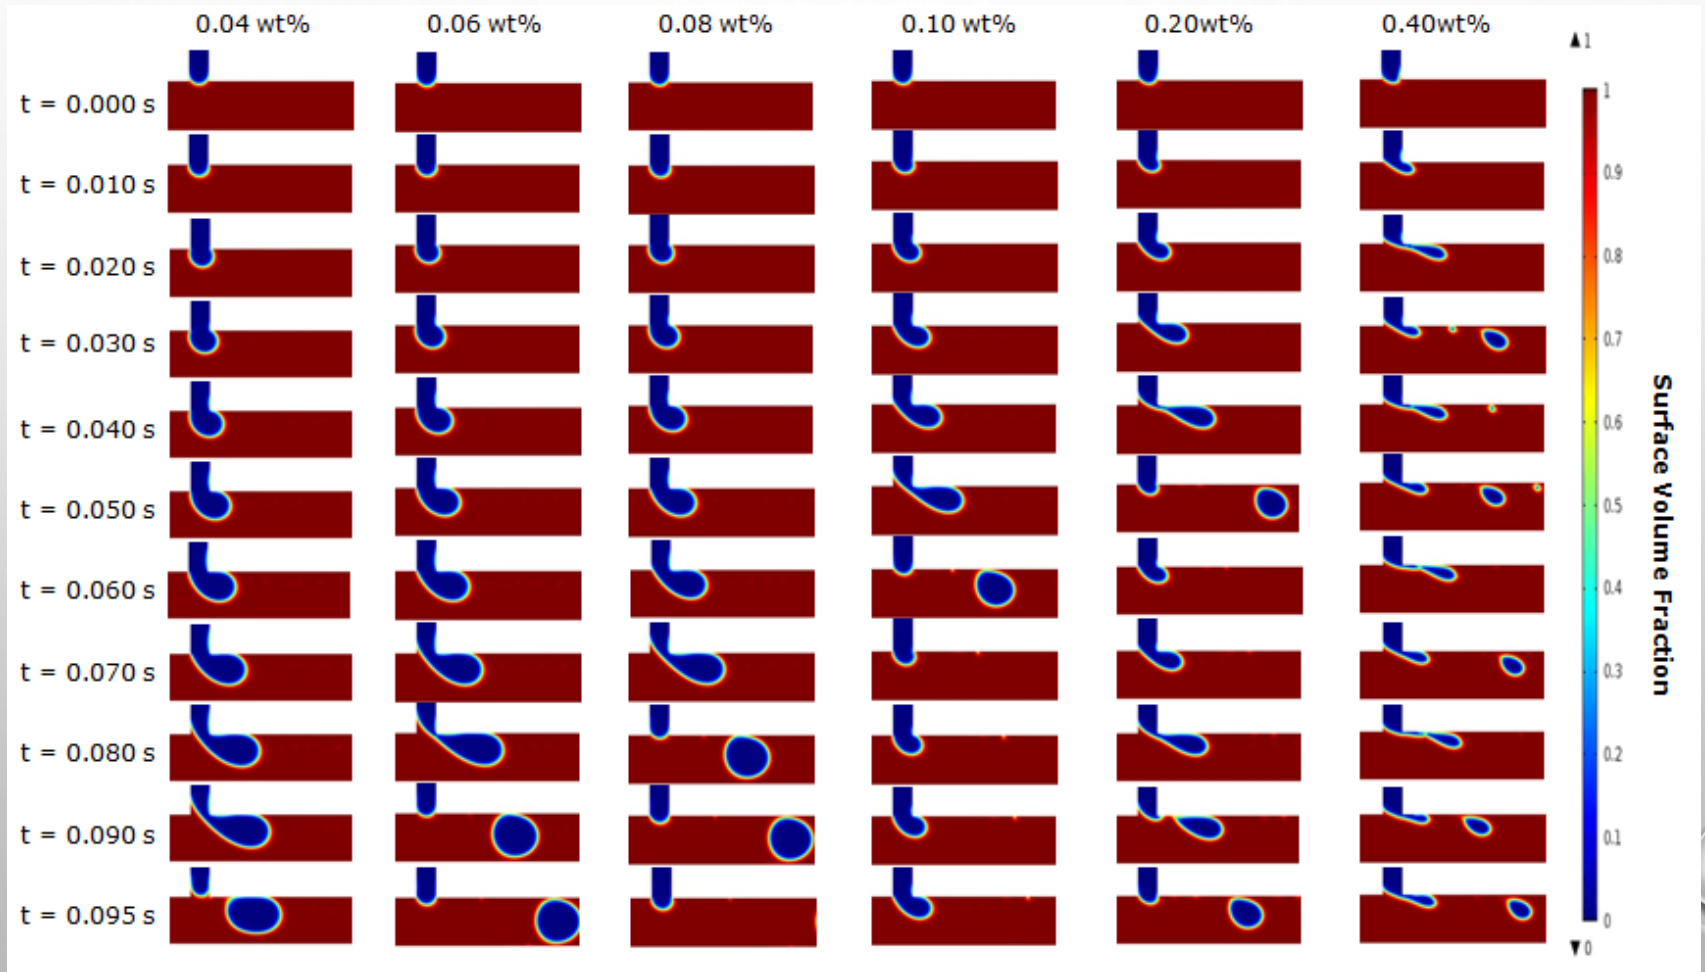 0.04 wt%
0.06 wt%
0.08 wt%
0.10 wt%
0.20wt%
0.40wt%
▲1
t = 0.000 s
t = 0.010 s
t = 0.020 s
t = 0.030 s
t = 0.040 s
t = 0.050 s
t = 0.060 s
t = 0.070 s
t = 0.080 s
t = 0.090 s
t = 0.095 s
1
0.9
0.8
0.7
0.6
0.5
0.4
0.3
0.2
0.1
0
▼0
Surface Volume Fraction